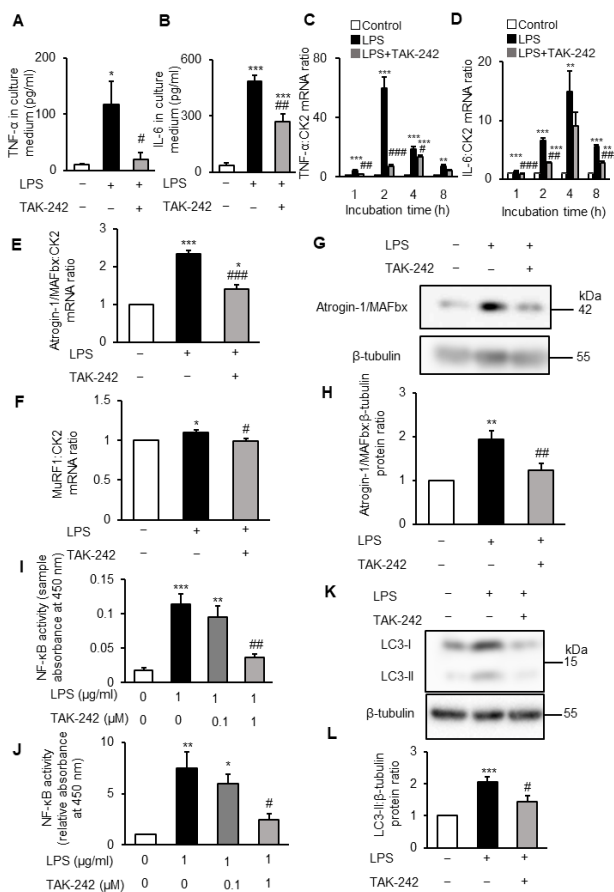 A
TNF-α in culture
medium (pg/ml)
180
120
60
0
*
#
LPS – + +
TAK-242 – – +
B
IL-6 in culture
medium (pg/ml)
600
300
0
***
***
##
– + +
– – +
C
Control
LPS
LPS+TAK-242
TNF-α:CK2 mRNA ratio
80
60
40
20
0
***
##
***
###
***
#
**
1 2 4 8
Incubation time (h)
D
Control
LPS
LPS+TAK-242
IL-6:CK2 mRNA ratio
20
15
10
5
0
***
###
***
***
##
**
***
**
##
1 2 4 8
Incubation time (h)
E
Atrogin-1/MAFbx:CK2
mRNA ratio
3
2
1
0
***
*
###
LPS – + +
TAK-242 – – +
F
MuRF1:CK2
mRNA ratio
1.5
1
0.5
0
*
#
LPS – + +
TAK-242 – – +
G
LPS – + +
TAK-242 – – +
kDa
Atrogin-1/MAFbx 42
β-tubulin 55
H
Atrogin-1/MAFbx:β-tubulin
protein ratio
3
2
1
0
**
##
LPS – + +
TAK-242 – – +
I
NF-κB activity (sample
absorbance at 450 nm)
0.15
0.1
0.05
0
***
**
##
LPS (μg/ml) 0 1 1 1
TAK-242 (μM) 0 0 0.1 1
J
NF-κB activity
(relative absorbance
at 450 nm)
10
5
0
**
*
#
LPS (μg/ml) 0 1 1 1
TAK-242 (μM) 0 0 0.1 1
K
LPS – + +
TAK-242 – – +
LC3-I
kDa
15
LC3-II
β-tubulin 55
L
LC3-II:β-tubulin
protein ratio
3
2
1
0
***
#
LPS – + +
TAK-242 – – +